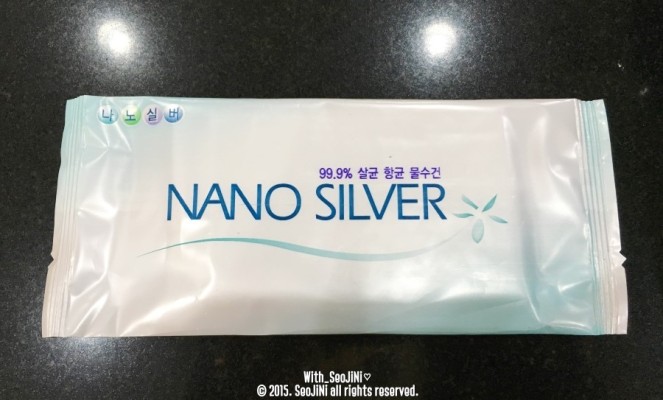 나노실버
99.9% 살균 항균 물수건
NANO SILVER
With_SeoJiNi♡
© 2015. SeoJiNi all rights reserved.